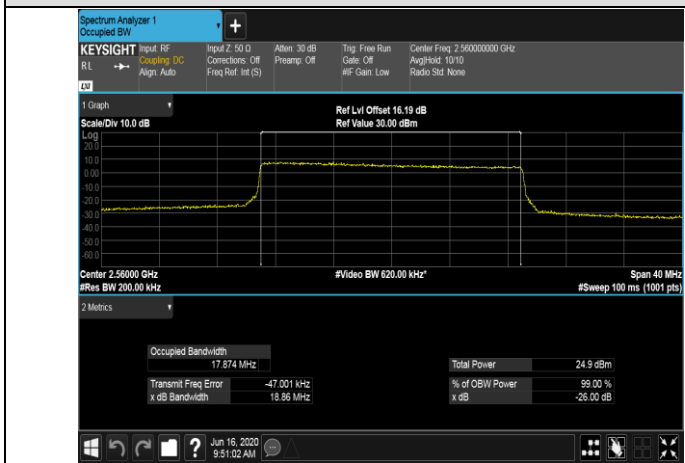 Spectrum Analyzer 1
Occupied BW
+
KEYSIGHT Input: RF Input Z: 50 Ω Atten: 30 dB Trig: Free Run Center Freq: 2.560000000 GHz
RL Coupling: DC Corrections: Off Preamp: Off Gate: Off Avg|Hold: 10/10
Align: Auto Freq Ref: Int (S) #IF Gain: Low Radio Std: None
LXI
1 Graph
Ref Lvl Offset 16.19 dB
Scale/Div 10.0 dB Ref Value 30.00 dBm
Log
20.0
10.0
0.00
-10.0
-20.0
-30.0
-40.0
-50.0
-60.0
Center 2.56000 GHz #Video BW 620.00 kHz* Span 40 MHz
#Res BW 200.00 kHz #Sweep 100 ms (1001 pts)
2 Metrics
Occupied Bandwidth
17.874 MHz Total Power 24.9 dBm
Transmit Freq Error -47.001 kHz % of OBW Power 99.00 %
x dB Bandwidth 18.86 MHz x dB -26.00 dB
? Jun 16, 2020
9:51:02 AM